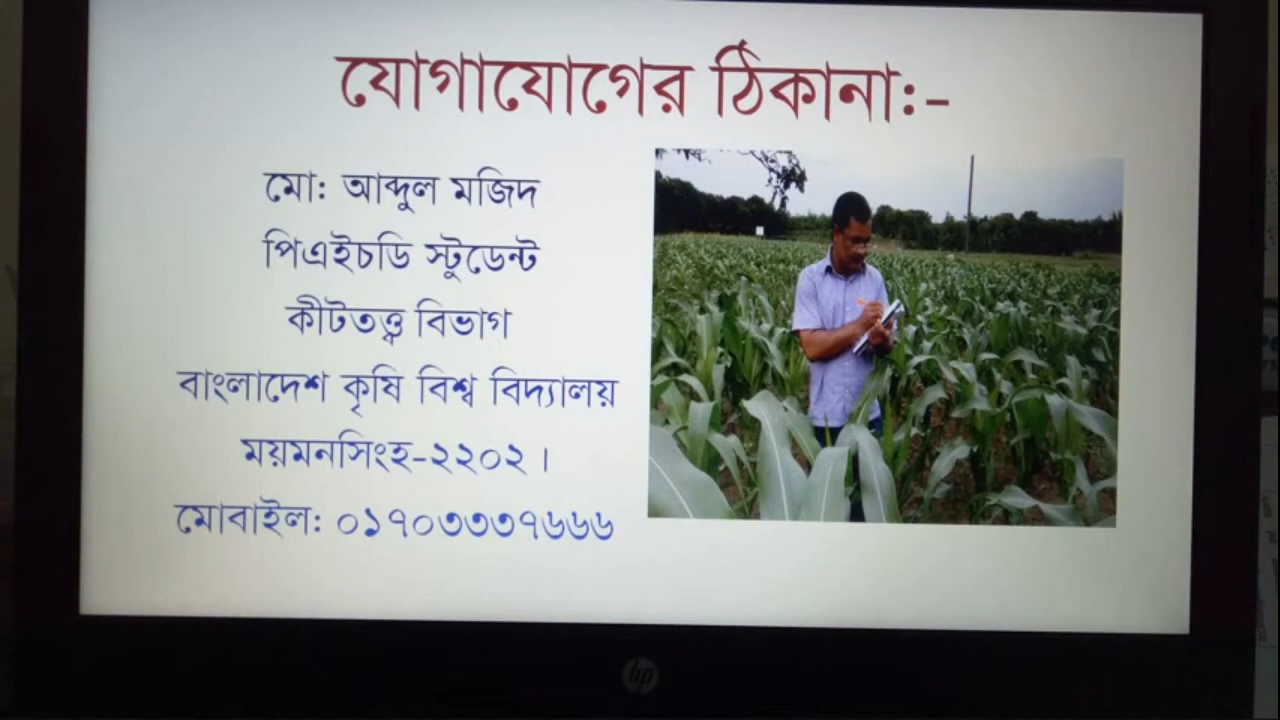 যোগাযোগের ঠিকানা:-
মো: আব্দুল মজিদ
পিএইচডি স্টুডেন্ট
কীটতত্ত্ব বিভাগ
বাংলাদেশ কৃষি বিশ্ব বিদ্যালয়
ময়মনসিংহ-২২০২।
মোবাইল: ০১৭০৩৩৩৭৬৬৬
hp